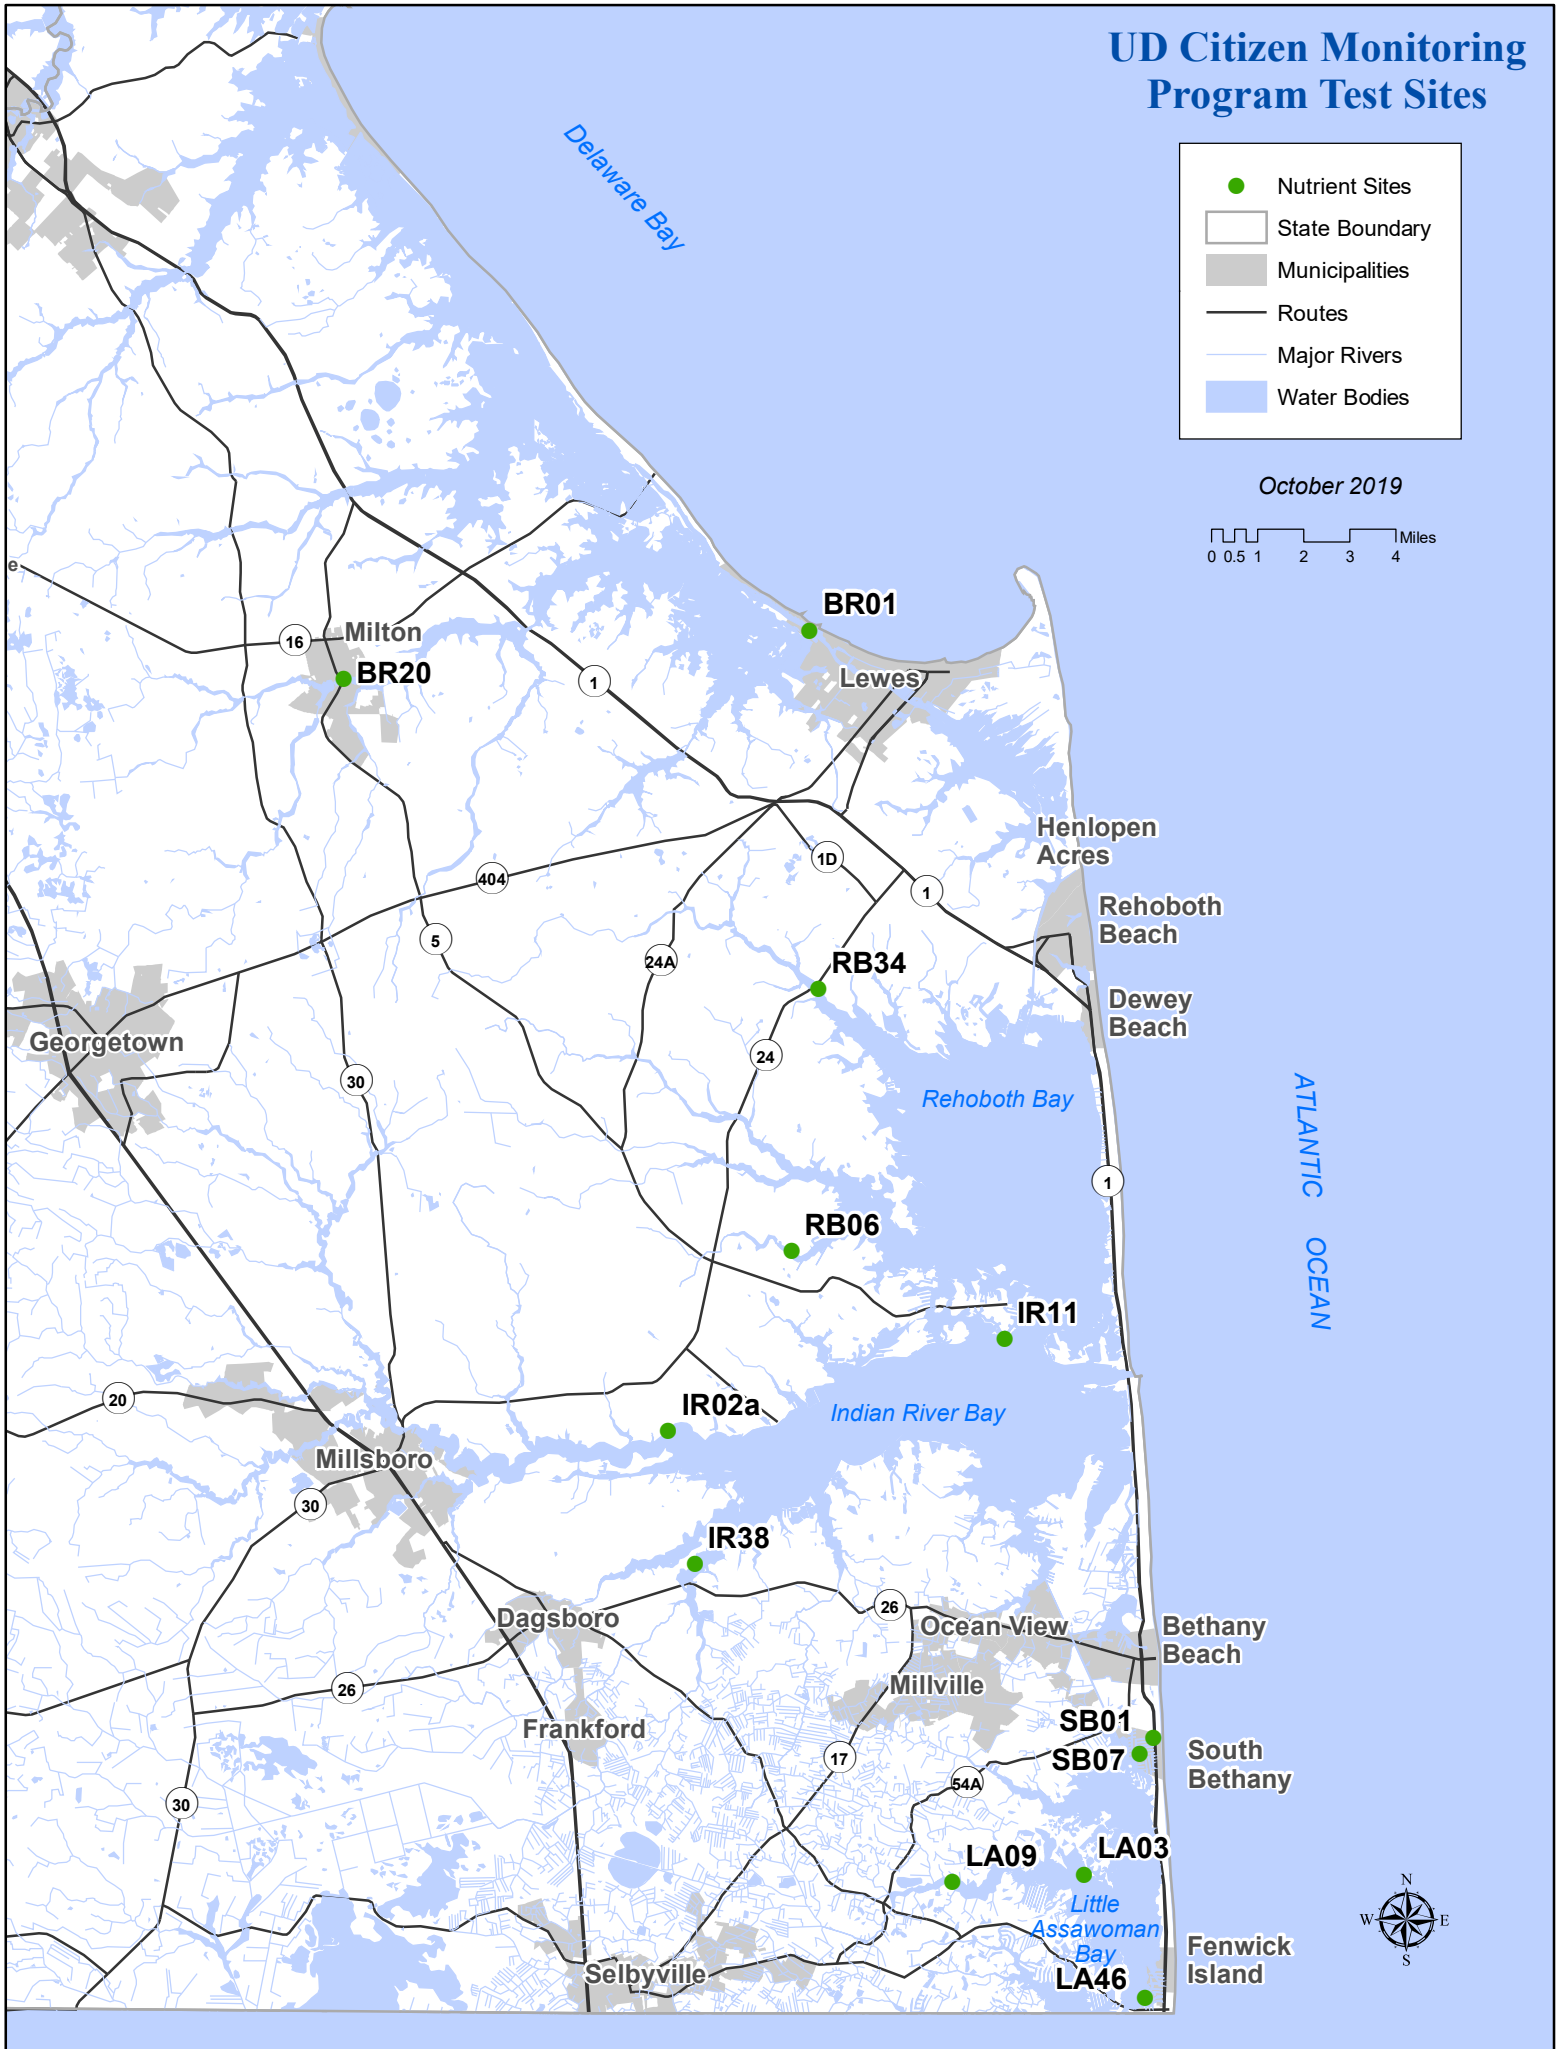 UD Citizen Monitoring
Program Test Sites
Nutrient Sites
State Boundary
Municipalities
Routes
Major Rivers
Water Bodies
October 2019
Miles
0 0.5 1 2 3 4
Delaware Bay
e
BR01
16
Milton
BR20
1
Lewes
Henlopen
Acres
1D
404
1
Rehoboth
Beach
5
24A
RB34
Dewey
Beach
Georgetown
24
30
Rehoboth Bay
ATLANTIC OCEAN
1
RB06
IR11
20
IR02a
Indian River Bay
Millsboro
30
IR38
Dagsboro
26
Ocean View
Bethany
Beach
26
Millville
Frankford
SB01
17
SB07
South
Bethany
54A
30
LA09
LA03
Little
Assawoman
Bay
N
W E
S
Fenwick
Island
Selbyville
LA46